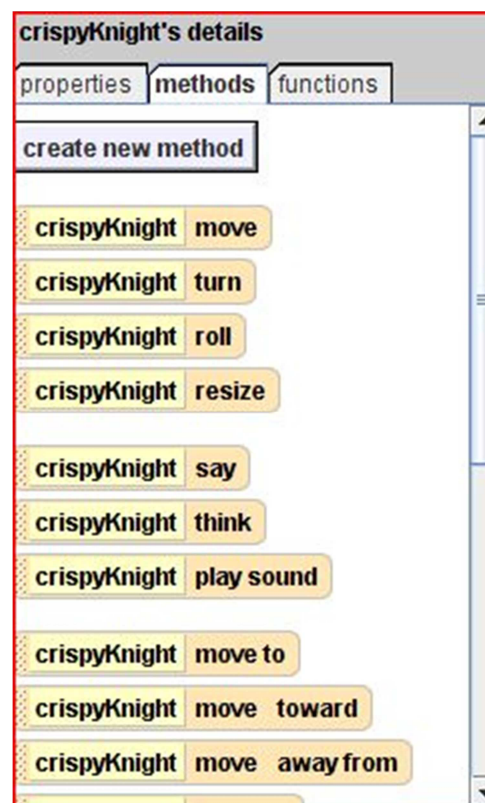 crispyKnight's details
properties methods functions
create new method
crispyKnight move
crispyKnight turn
crispyKnight roll
crispyKnight resize
crispyKnight say
crispyKnight think
crispyKnight play sound
crispyKnight move to
crispyKnight move toward
crispyKnight move away from